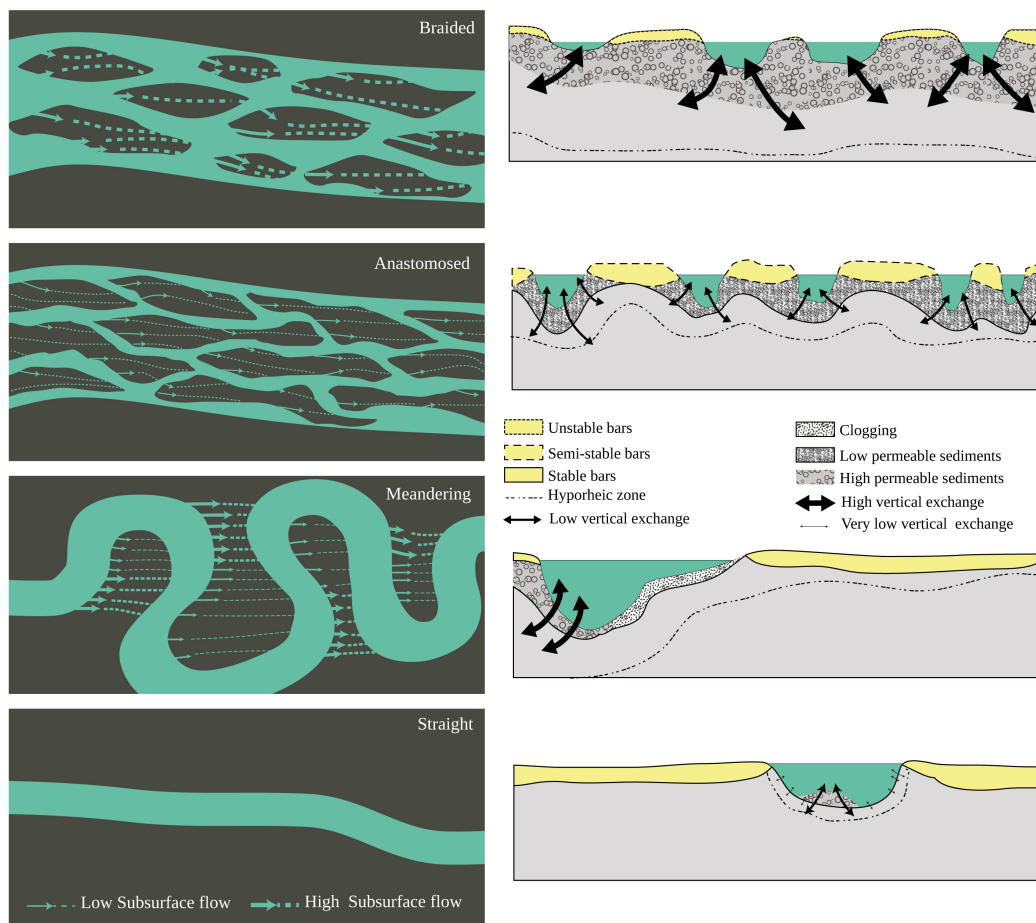 Braided
Anastomosed
Unstable bars
Semi-stable bars
Stable bars
Hyporheic zone
Low vertical exchange
Clogging
Low permeable sediments
High permeable sediments
High vertical exchange
Very low vertical exchange
Meandering
Straight
Low Subsurface flow
High Subsurface flow